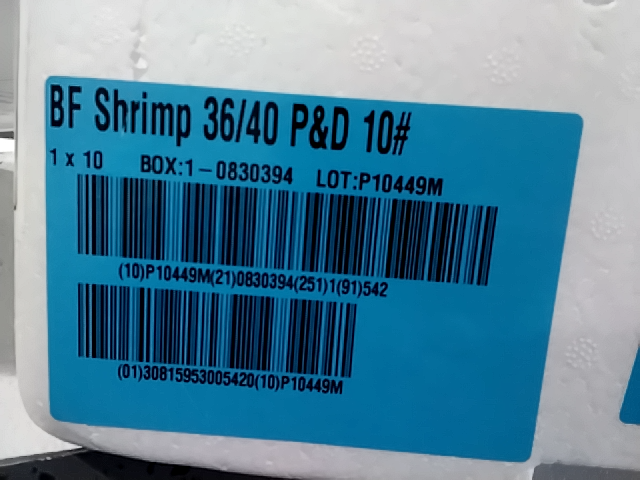 BF Shrimp 36/40 P&D 10#
1 x 10 BOX:1-0830394 LOT:P10449M
(10)P10449M(21)0830394(251)1(91)542
(01)30815953005420(10)P10449M